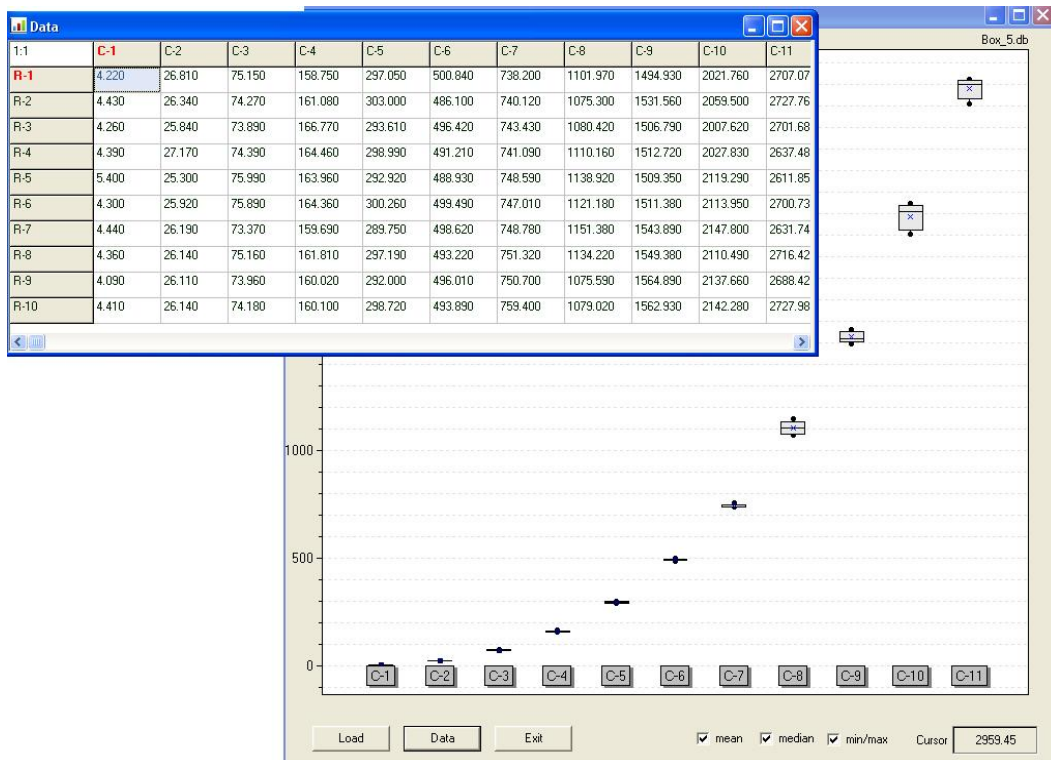 Data
Box_5.db
1:1 C-1 C-2 C-3 C-4 C-5 C-6 C-7 C-8 C-9 C-10 C-11
R-1 4.220 26.810 75.150 158.750 297.050 500.840 738.200 1101.970 1494.930 2021.760 2707.07
R-2 4.430 26.340 74.270 161.080 303.000 486.100 740.120 1075.300 1531.560 2059.500 2727.76
R-3 4.260 25.840 73.890 166.770 293.610 496.420 743.430 1080.420 1506.790 2007.620 2701.68
R-4 4.390 27.170 74.390 164.460 298.990 491.210 741.090 1110.160 1512.720 2027.830 2637.48
R-5 5.400 25.300 75.990 163.960 292.920 488.930 748.590 1138.920 1509.350 2119.290 2611.85
R-6 4.300 25.920 75.890 164.360 300.260 499.490 747.010 1121.180 1511.380 2113.950 2700.73
R-7 4.440 26.190 73.370 159.690 289.750 498.620 748.780 1151.380 1543.890 2147.800 2631.74
R-8 4.360 26.140 75.160 161.810 297.190 493.220 751.320 1134.220 1549.380 2110.490 2716.42
R-9 4.090 26.110 73.960 160.020 292.000 496.010 750.700 1075.590 1564.890 2137.660 2688.42
R-10 4.410 26.140 74.180 160.100 298.720 493.890 759.400 1079.020 1562.930 2142.280 2727.98
1000
500
0
C-1 C-2 C-3 C-4 C-5 C-6 C-7 C-8 C-9 C-10 C-11
Load Data Exit mean median min/max Cursor 2959.45